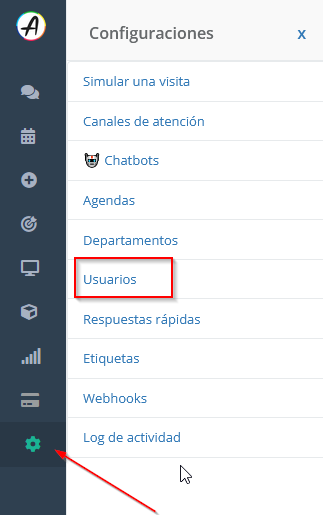 Configuraciones x
Simular una visita
Canales de atención
Chatbots
Agendas
Departamentos
Usuarios
Respuestas rápidas
Etiquetas
Webhooks
Log de actividad